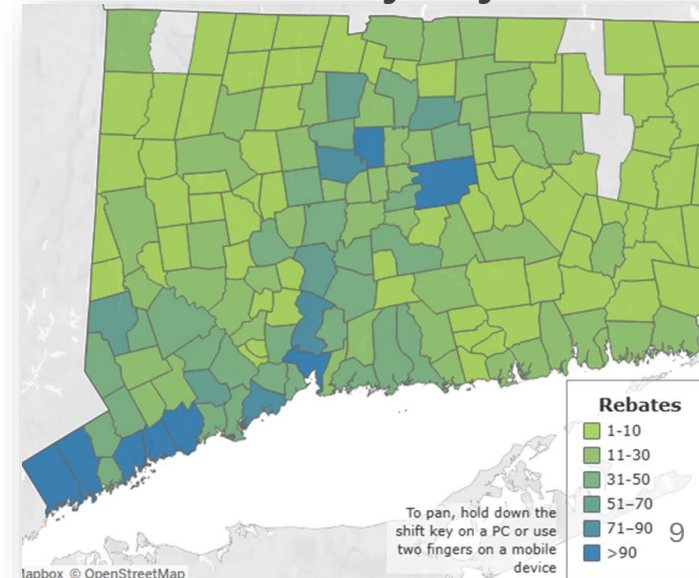 To pan, hold down the
shift key on a PC or use
two fingers on a mobile
device
Rebates
1-10
11-30
31-50
51-70
71-90
>90
9
© OpenStreetMap